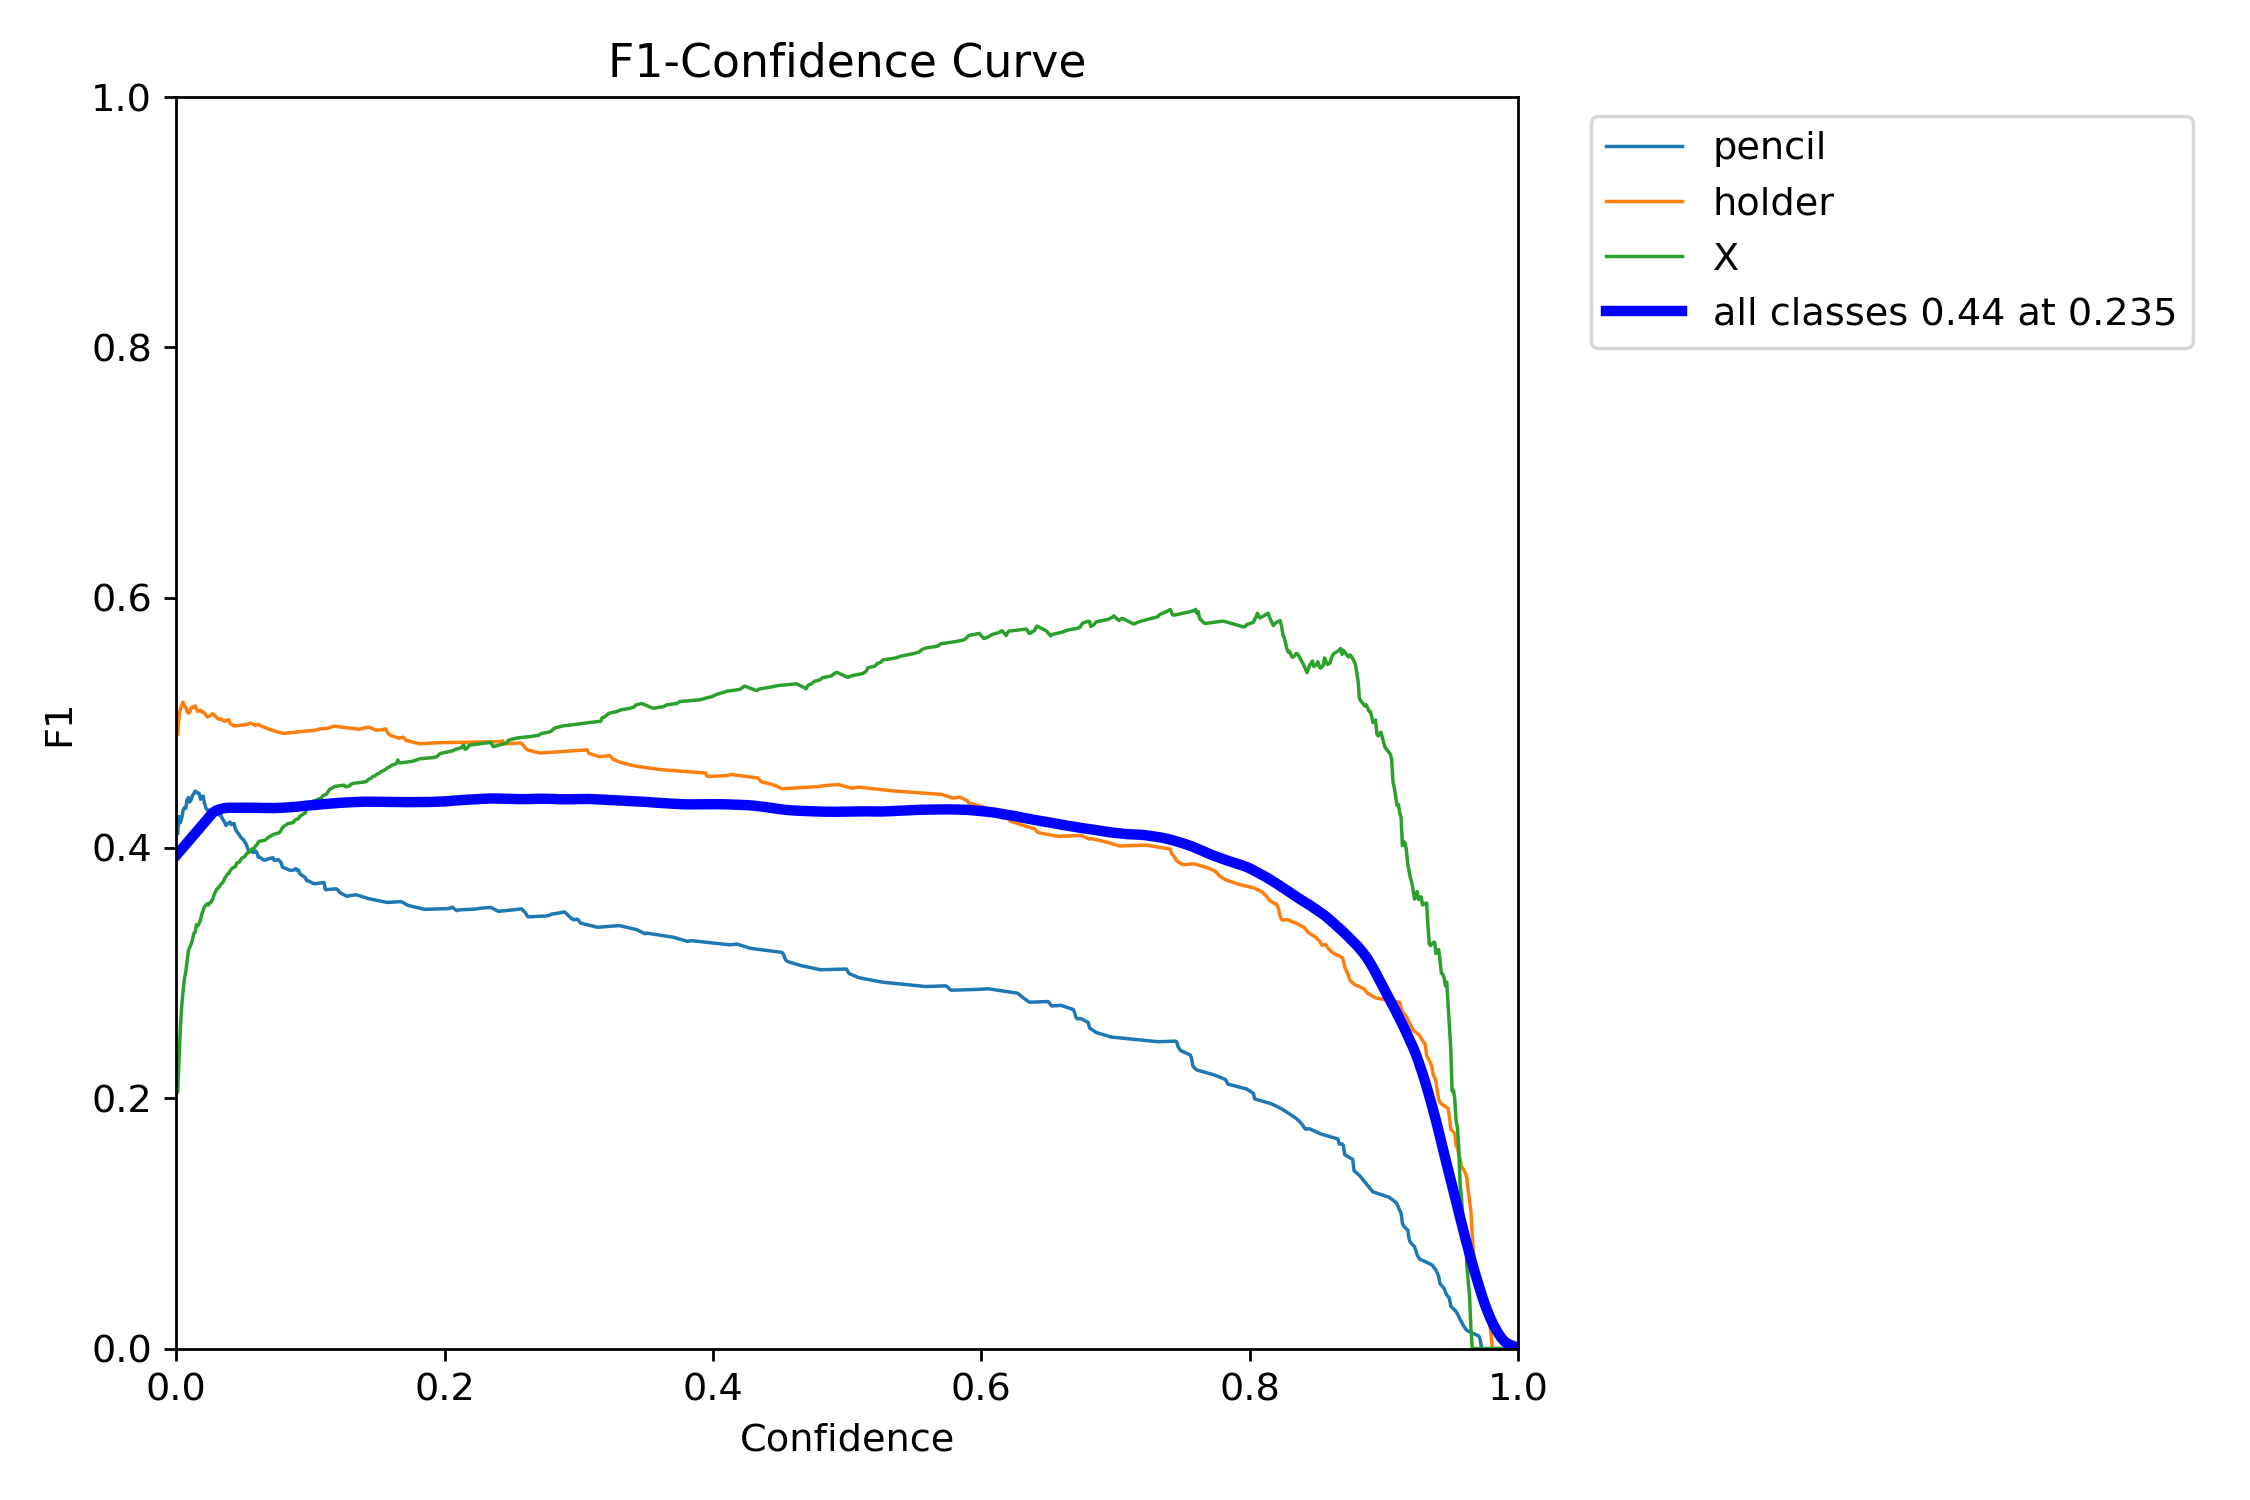 F1-Confidence Curve
1.0
0.8
0.6
0.4
0.2
0.0
F1
0.0 0.2 0.4 0.6 0.8 1.0
Confidence
pencil
holder
X
all classes 0.44 at 0.235